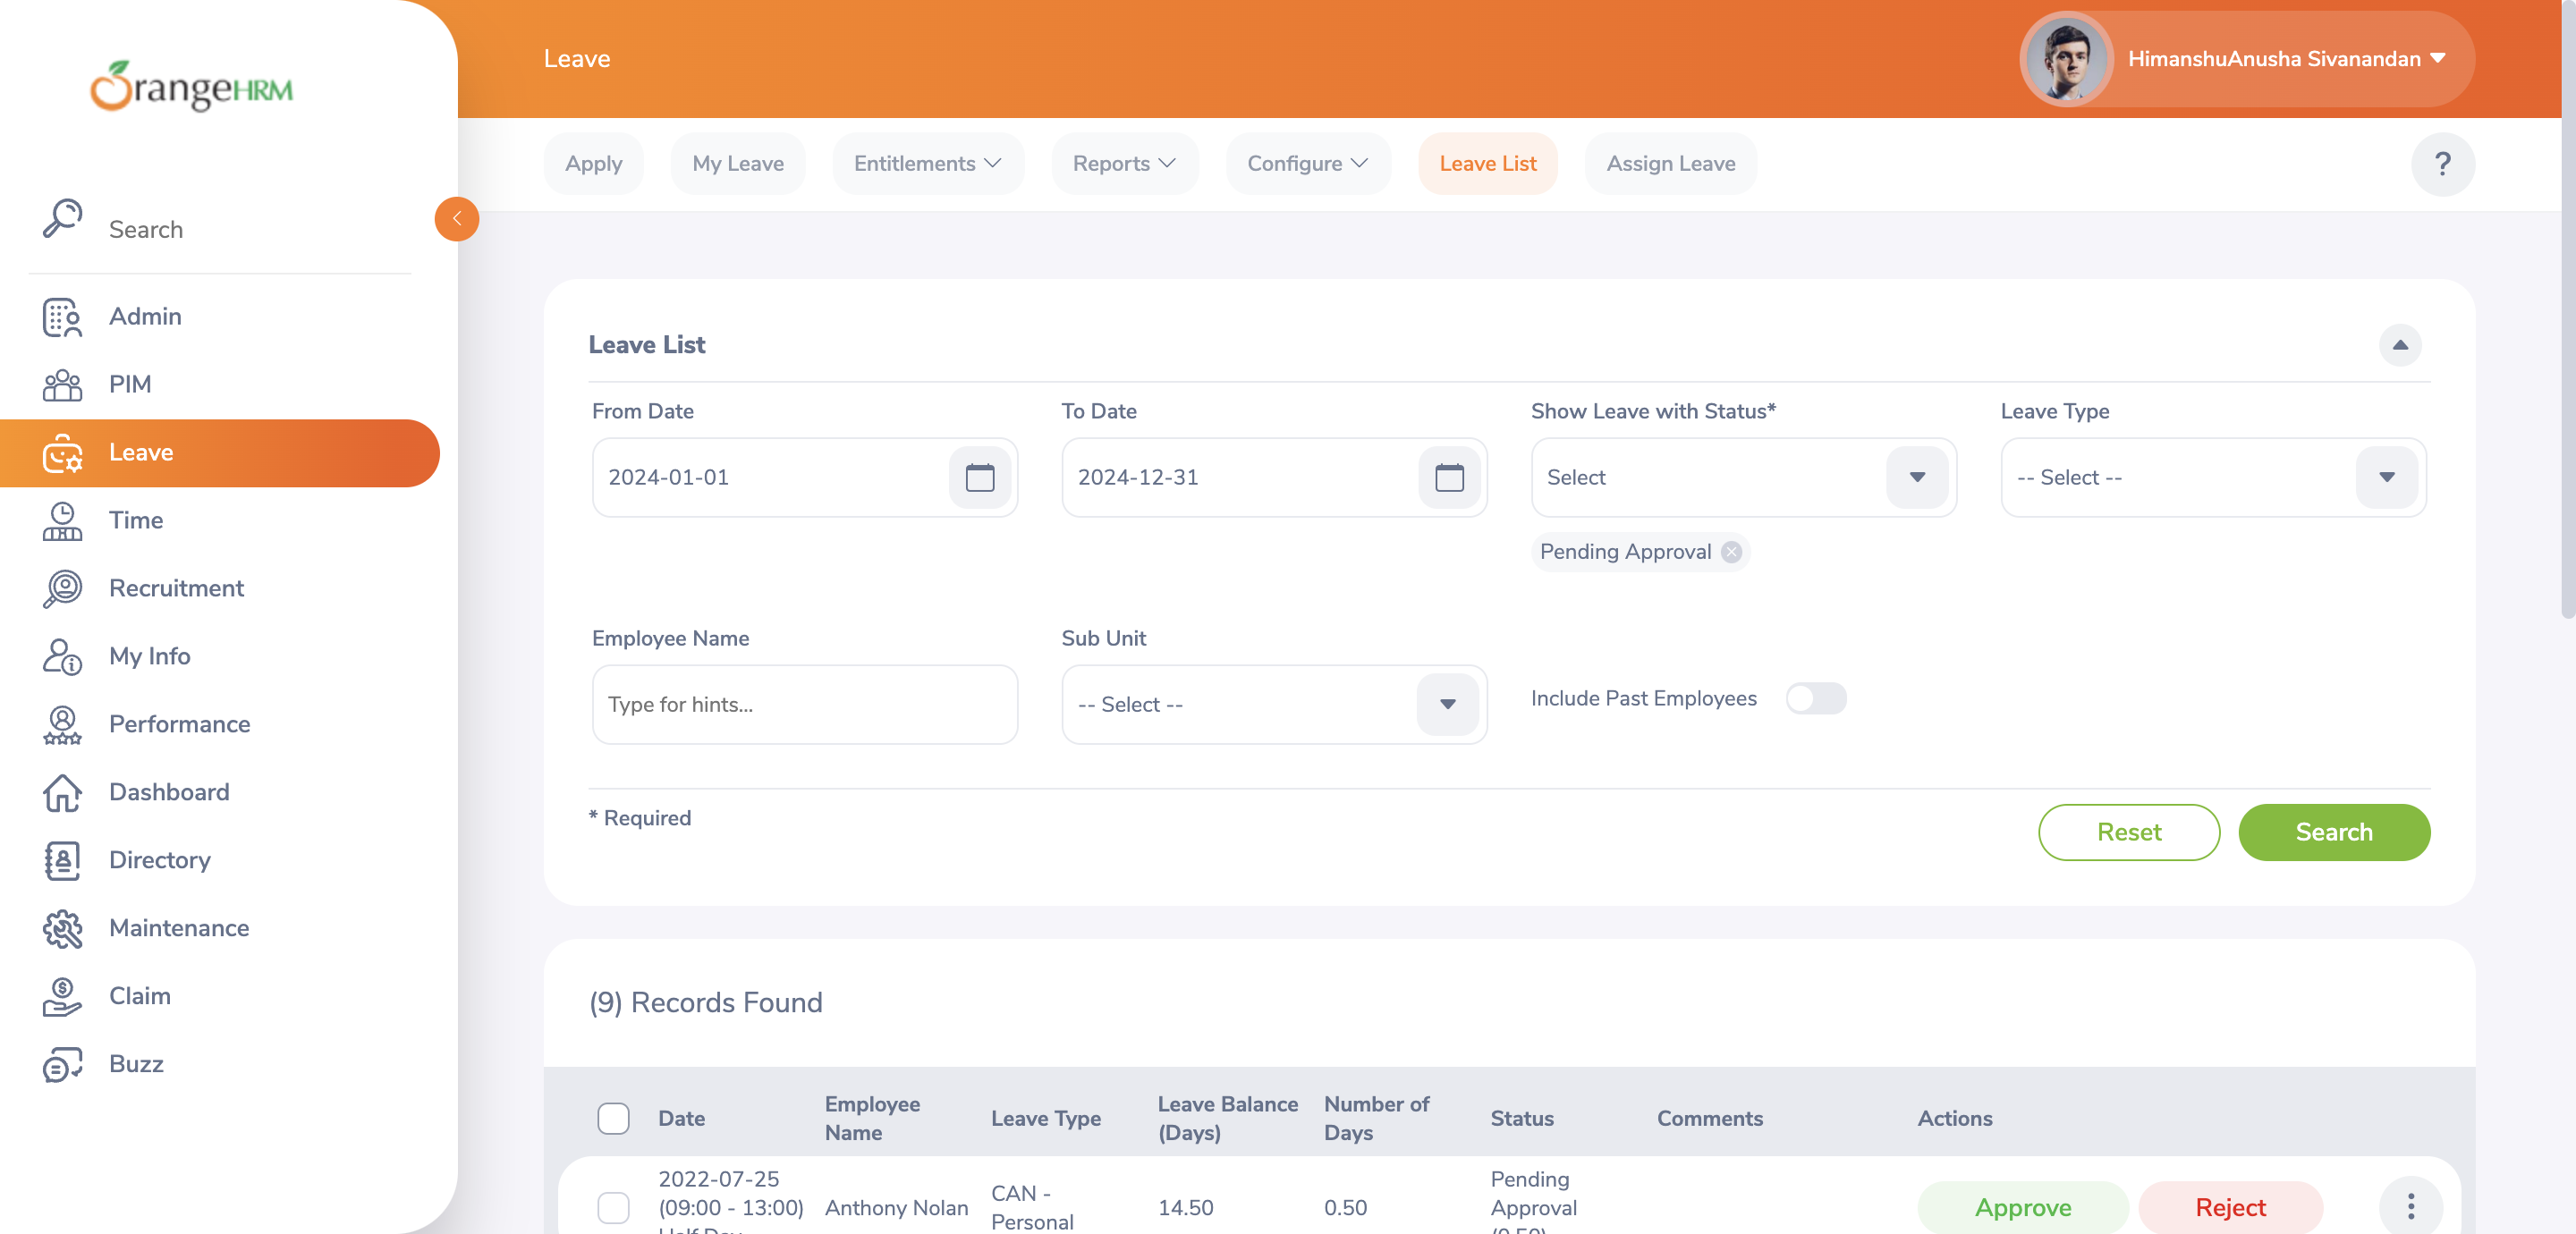 OrangeHRM
Leave
HimanshuAnusha Sivanandan
Apply
My Leave
Entitlements
Reports
Configure
Leave List
Assign Leave
?
Search
Admin
PIM
Leave
Time
Recruitment
My Info
Performance
Dashboard
Directory
Maintenance
Claim
Buzz
Leave List
From Date
To Date
Show Leave with Status*
Leave Type
2024-01-01
2024-12-31
Select
-- Select --
Pending Approval
Employee Name
Sub Unit
Type for hints...
-- Select --
Include Past Employees
* Required
Reset
Search
(9) Records Found
Date
Employee
Name
Leave Type
Leave Balance
(Days)
Number of
Days
Status
Comments
Actions
2022-07-25
(09:00 - 13:00)
Half Day
Anthony Nolan
CAN -
Personal
14.50
0.50
Pending
Approval
(0.50)
Approve
Reject